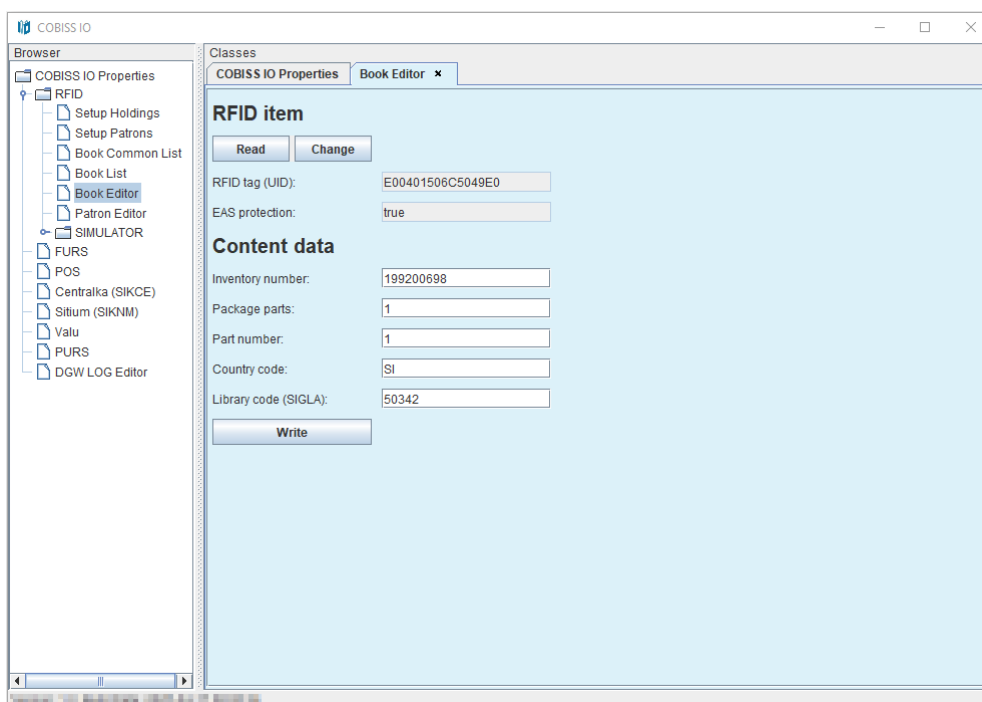 COBISS IO
Browser
COBISS IO Properties
RFID
Setup Holdings
Setup Patrons
Book Common List
Book List
Book Editor
Patron Editor
SIMULATOR
FURS
POS
Centralka (SIKCE)
Sitium (SIKNM)
Valu
PURS
DGW LOG Editor
Classes
COBISS IO Properties Book Editor ×
RFID item
Read Change
RFID tag (UID): E00401506C5049E0
EAS protection: true
Content data
Inventory number: 199200698
Package parts: 1
Part number: 1
Country code: SI
Library code (SIGLA): 50342
Write